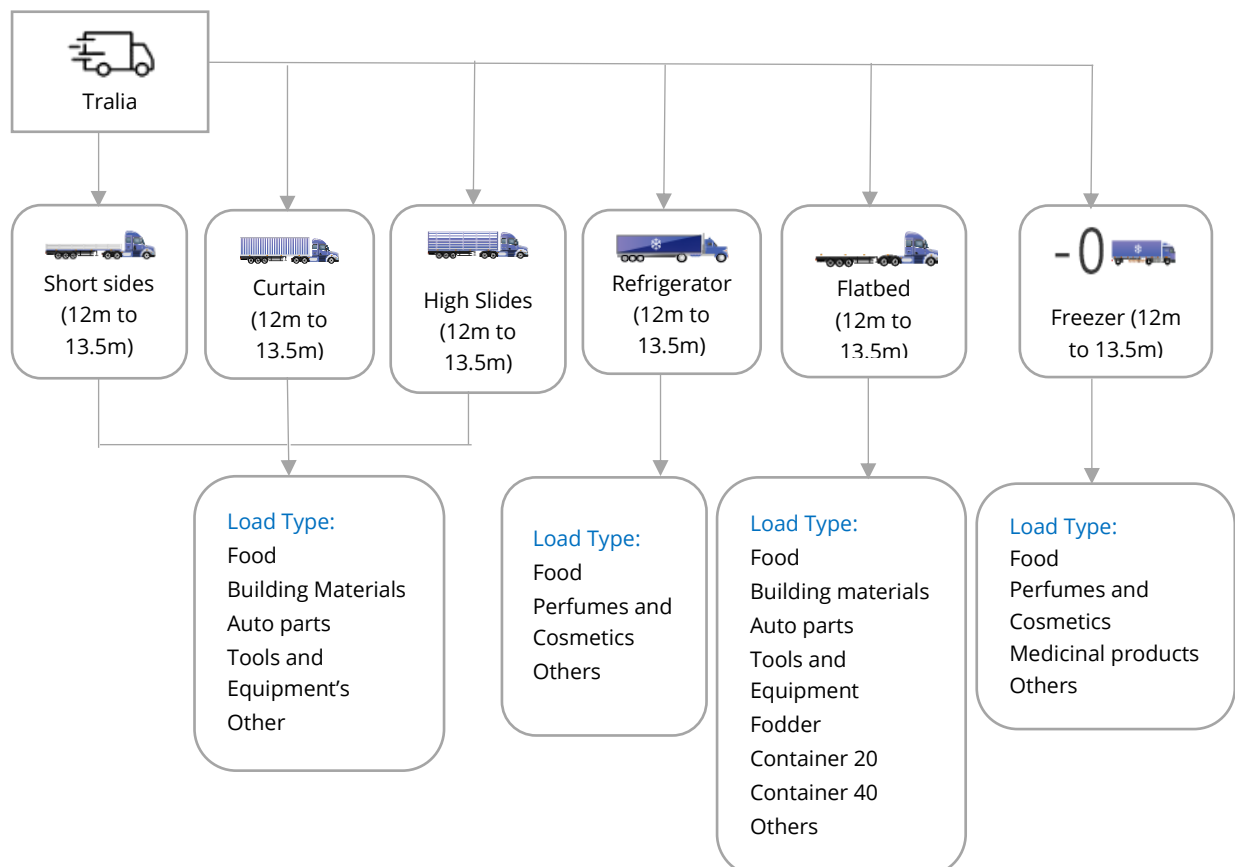 Tralia
Short sides
(12m to
13.5m)
Curtain
(12m to
13.5m)
High Slides
(12m to
13.5m)
Refrigerator
(12m to
13.5m)
Flatbed
(12m to
13.5m)
-0
Freezer (12m
to 13.5m)
Load Type:
Food
Building Materials
Auto parts
Tools and
Equipment’s
Other
Load Type:
Food
Perfumes and
Cosmetics
Others
Load Type:
Food
Building materials
Auto parts
Tools and
Equipment
Fodder
Container 20
Container 40
Others
Load Type:
Food
Perfumes and
Cosmetics
Medicinal products
Others